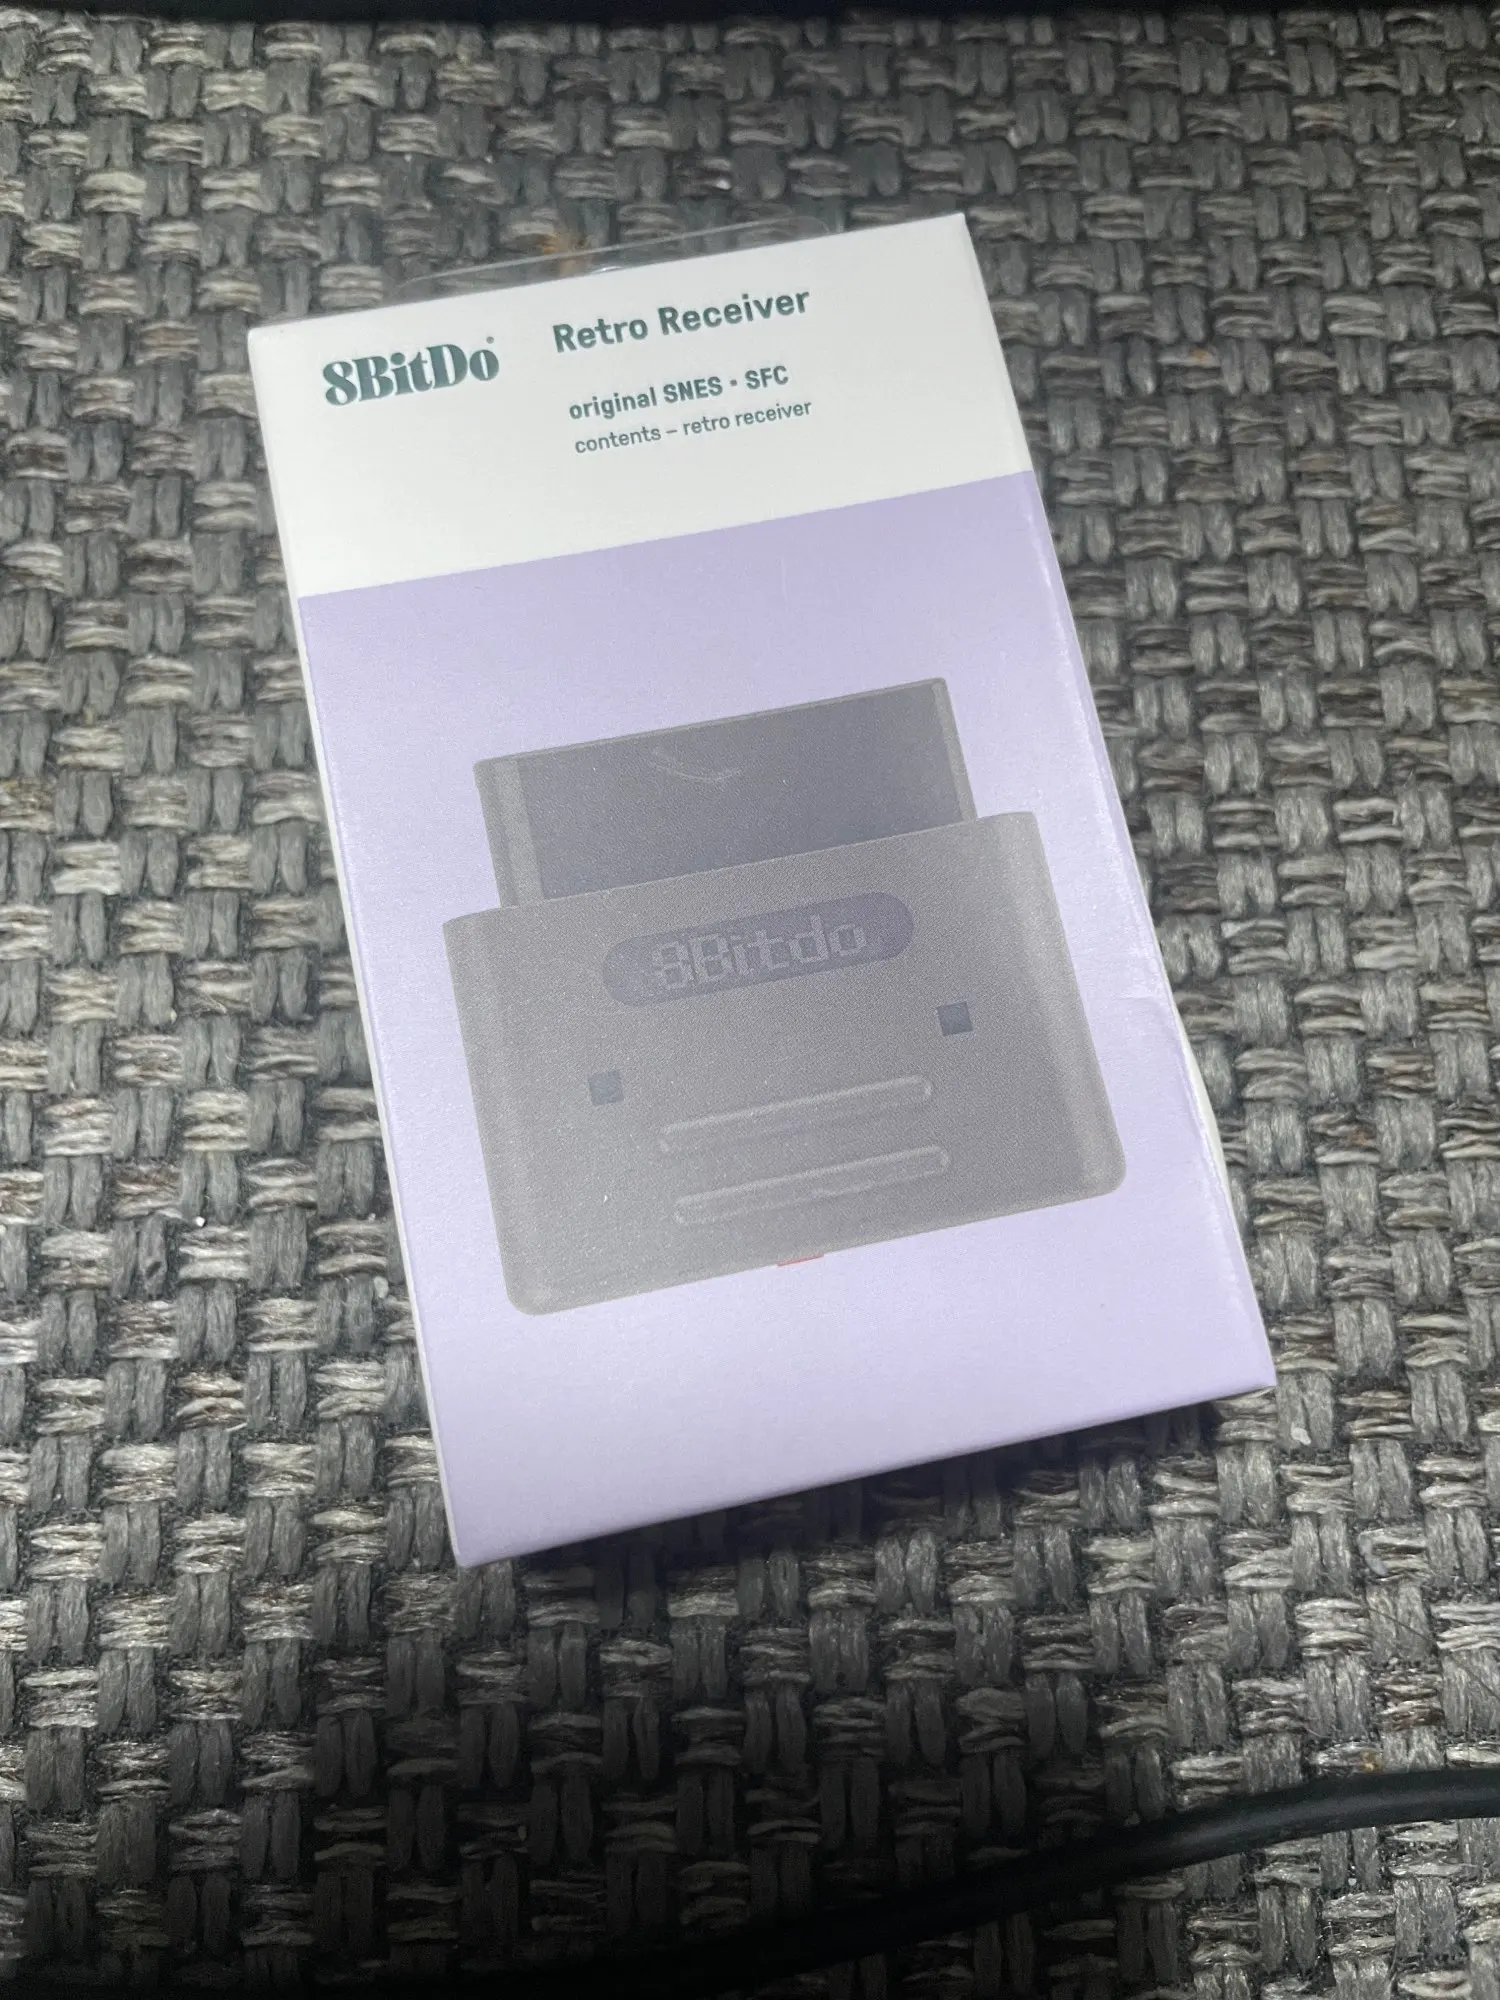 8BitDo
Retro Receiver
original SNES • SFC
contents – retro receiver
8Bitdo